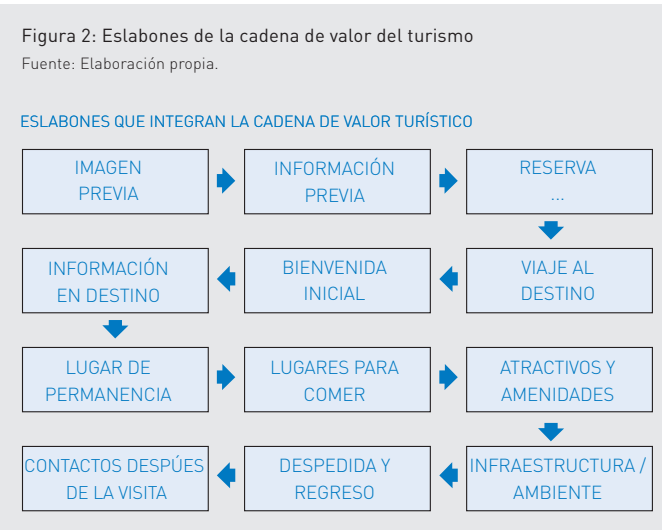 Figura 2: Eslabones de la cadena de valor del turismo
Fuente: Elaboración propia.
ESLABONES QUE INTEGRAN LA CADENA DE VALOR TURÍSTICO
IMAGEN
PREVIA
INFORMACIÓN
PREVIA
RESERVA
...
VIAJE AL
DESTINO
BIENVENIDA
INICIAL
INFORMACIÓN
EN DESTINO
LUGAR DE
PERMANENCIA
LUGARES PARA
COMER
ATRACTIVOS Y
AMENIDADES
INFRAESTRUCTURA /
AMBIENTE
DESPEDIDA Y
REGRESO
CONTACTOS DESPÚES
DE LA VISITA